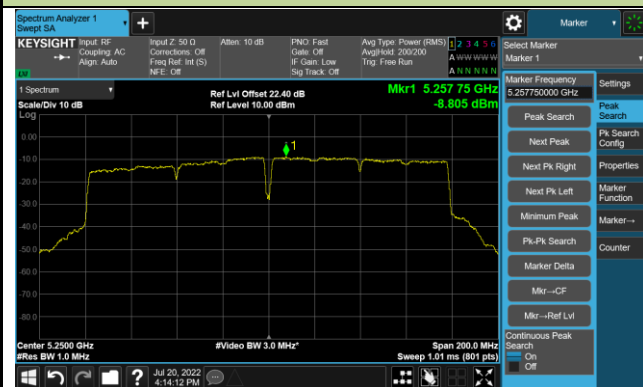 Spectrum Analyzer 1
Swept SA
Marker
KEYSIGHT
Input: RF
Coupling: AC
Align: Auto
Input Z: 50 Ω
Corrections: Off
Freq Ref: Int (S)
NFE: Off
Atten: 10 dB
PNO: Fast
Gate: Off
IF Gain: Low
Sig Track: Off
Avg Type: Power (RMS)
Avg|Hold: 200/200
Trig: Free Run
1 2 3 4 5 6
A W W W W W
A N N N N N
Select Marker
Marker 1
1 Spectrum
Scale/Div 10 dB
Log
Ref Lvl Offset 22.40 dB
Ref Level 10.00 dBm
Mkr1 5.257 75 GHz
-8.805 dBm
1
0.00
-10.0
-20.0
-30.0
-40.0
-50.0
-60.0
-70.0
-80.0
Center 5.2500 GHz
#Res BW 1.0 MHz
#Video BW 3.0 MHz*
Span 200.0 MHz
Sweep 1.01 ms (801 pts)
Marker Frequency
5.257750000 GHz
Peak Search
Next Peak
Next Pk Right
Next Pk Left
Minimum Peak
Pk-Pk Search
Marker Delta
Mkr→CF
Mkr→Ref Lvl
Continuous Peak
Search
On
Off
Settings
Peak
Search
Pk Search
Config
Properties
Marker
Function
Marker→
Counter
?
Jul 20, 2022
4:14:12 PM